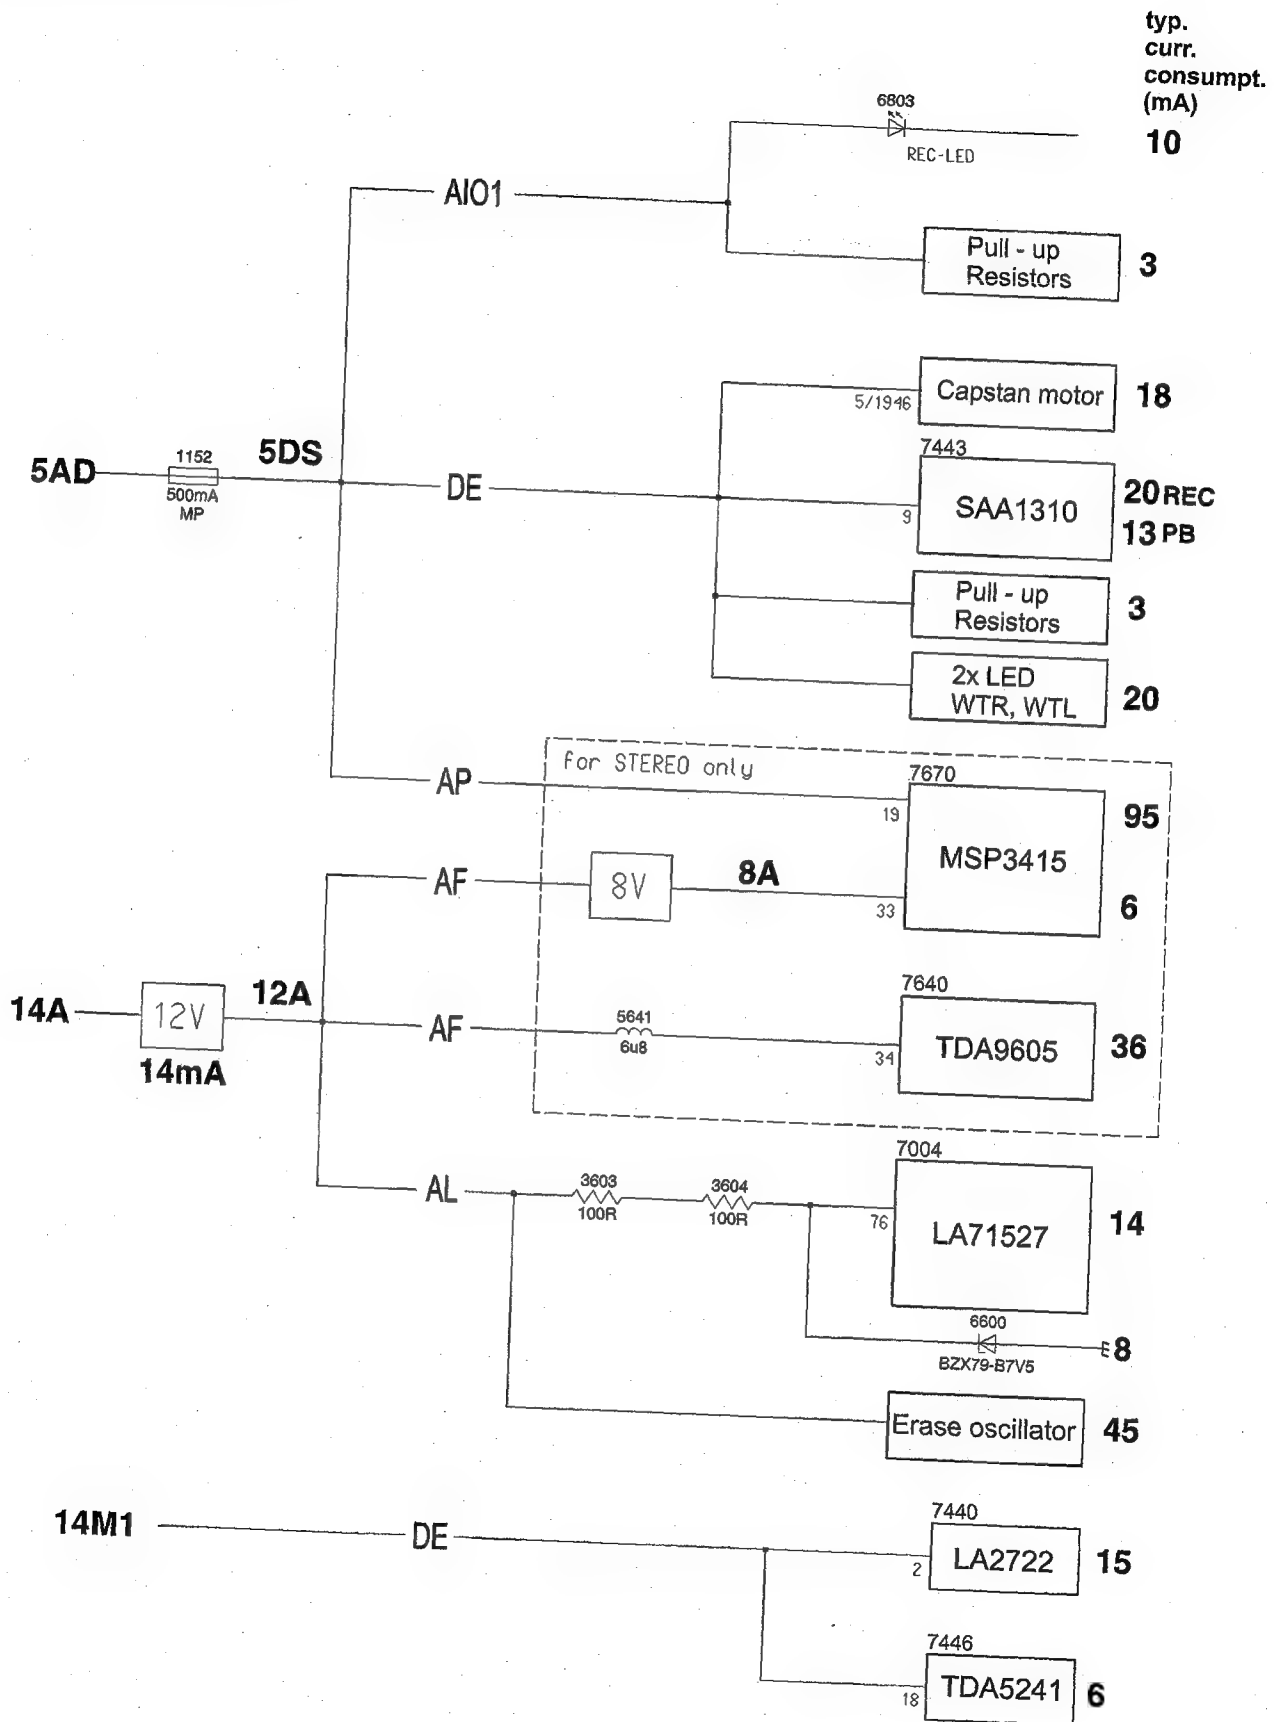 typ.
curr.
consumpt.
(mA)
6803
10
REC-LED
AIO1
Pull - up
Resistors
3
5/1946
Capstan motor
18
5AD
1152
500mA
MP
5DS
DE
7443
9
SAA1310
20 REC
13 PB
Pull - up
Resistors
3
2x LED
WTR, WTL
20
for STEREO only
AP
7670
19
MSP3415
95
AF
8V
8A
33
6
14A
12V
14mA
12A
AF
5641
6u8
7640
34
TDA9605
36
AL
3603
100R
3604
100R
7004
76
LA71527
14
6600
BZX79-B7V5
8
Erase oscillator
45
14M1
DE
7440
2
LA2722
15
7446
18
TDA5241
6